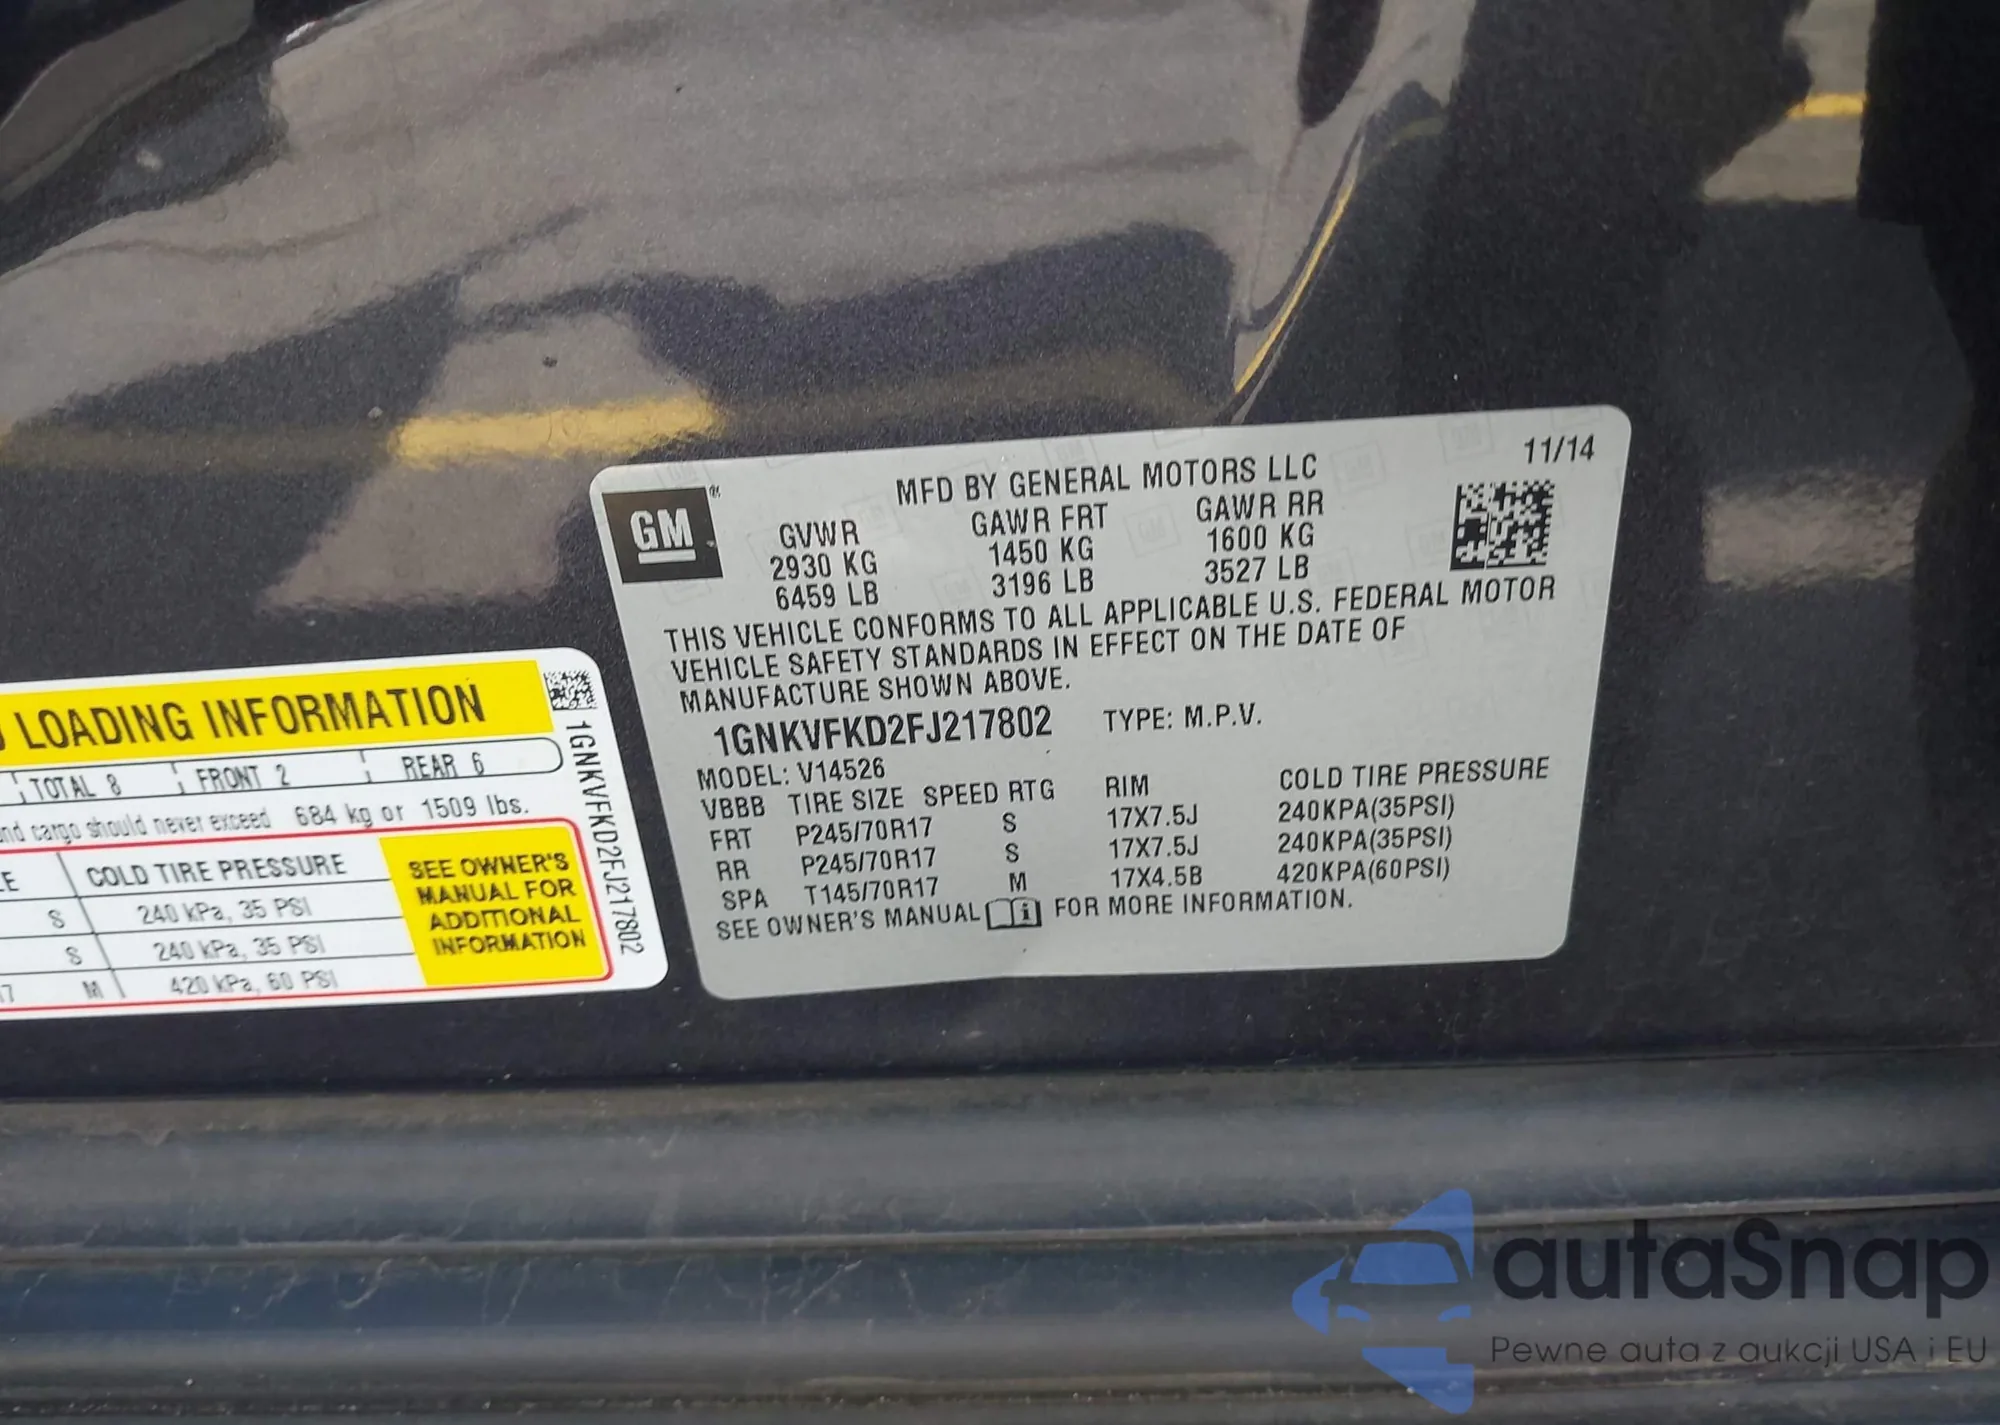 11/14
MFD BY GENERAL MOTORS LLC
GM
GVWR GAWR FRT GAWR RR
2930 KG 1450 KG 1600 KG
6459 LB 3196 LB 3527 LB
THIS VEHICLE CONFORMS TO ALL APPLICABLE U.S. FEDERAL MOTOR
VEHICLE SAFETY STANDARDS IN EFFECT ON THE DATE OF
MANUFACTURE SHOWN ABOVE.
1GNKVFKD2FJ217802 TYPE: M.P.V.
MODEL: V14526
VBBB TIRE SIZE SPEED RTG RIM COLD TIRE PRESSURE
FRT P245/70R17 S 17X7.5J 240KPA(35PSI)
RR P245/70R17 S 17X7.5J 240KPA(35PSI)
SPA T145/70R17 M 17X4.5B 420KPA(60PSI)
SEE OWNER'S MANUAL i FOR MORE INFORMATION.
LOADING INFORMATION
TOTAL 8 FRONT 2 REAR 6
cargo should never exceed 684 kg or 1509 lbs.
COLD TIRE PRESSURE
S 240 kPa, 35 PSI
S 240 kPa, 35 PSI
M 420 kPa, 60 PSI
SEE OWNER'S
MANUAL FOR
ADDITIONAL
INFORMATION
1GNKVFKD2FJ217802
autaSnap
Pewne auta z aukcji USA i EU